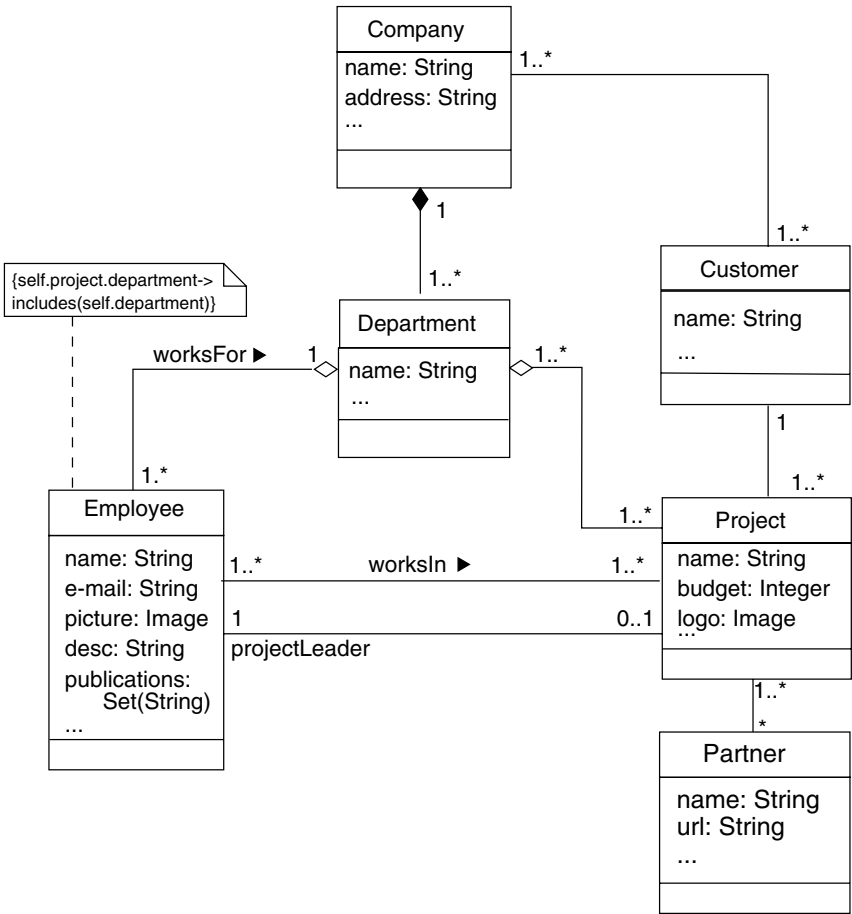 Company
name: String
address: String
...
1..*
1
1..*
1..*
{self.project.department->
includes(self.department)}
Customer
name: String
...
Department
name: String
...
worksFor ▶
1
1..*
1.*
1
1..*
1..*
Employee
name: String
e-mail: String
picture: Image
desc: String
publications:
Set(String)
...
1..*
worksIn ▶
1..*
1
0..1
projectLeader
Project
name: String
budget: Integer
logo: Image
...
1..*
*
Partner
name: String
url: String
...